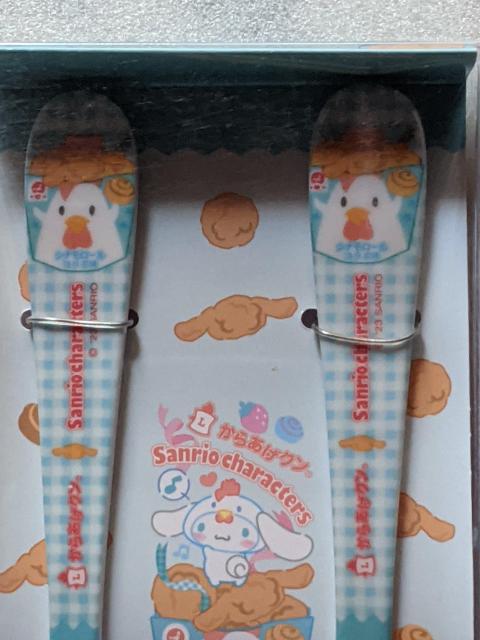 シナモロール
Sanrio characters
© '23 SANRIO
からあげクン®
シナモロール
Sanrio characters
'23 SANRIO
からあげクン®
L
からあげクン®
Sanrio characters